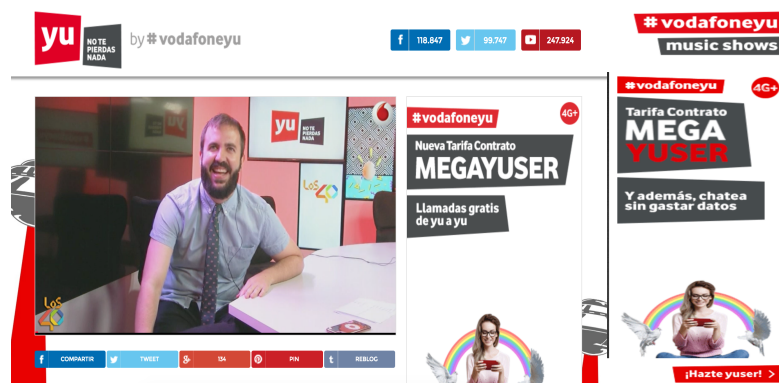 yu
NO TE
PIERDAS
NADA
by # vodafoneyu
118.847
99.747
247.924
# vodafoneyu
music shows
yu
NO TE
PIERDAS
NADA
Los
40
Los
40
COMPARTIR
TWEET
134
PIN
REBLOG
#vodafoneyu
4G+
Nueva Tarifa Contrato
MEGAYUSER
Llamadas gratis
de yu a yu
#vodafoneyu
4G+
Tarifa Contrato
MEGA
YUSER
Y además, chatea
sin gastar datos
¡Hazte yuser! >